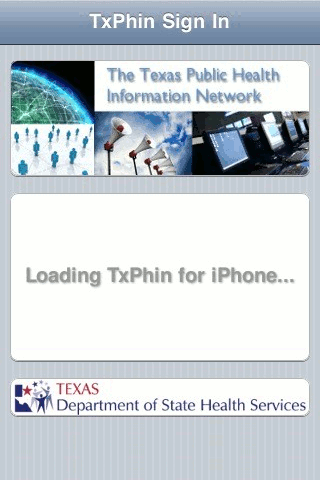 TxPhin Sign In
The Texas Public Health
Information Network
Loading TxPhin for iPhone...
TEXAS
Department of State Health Services